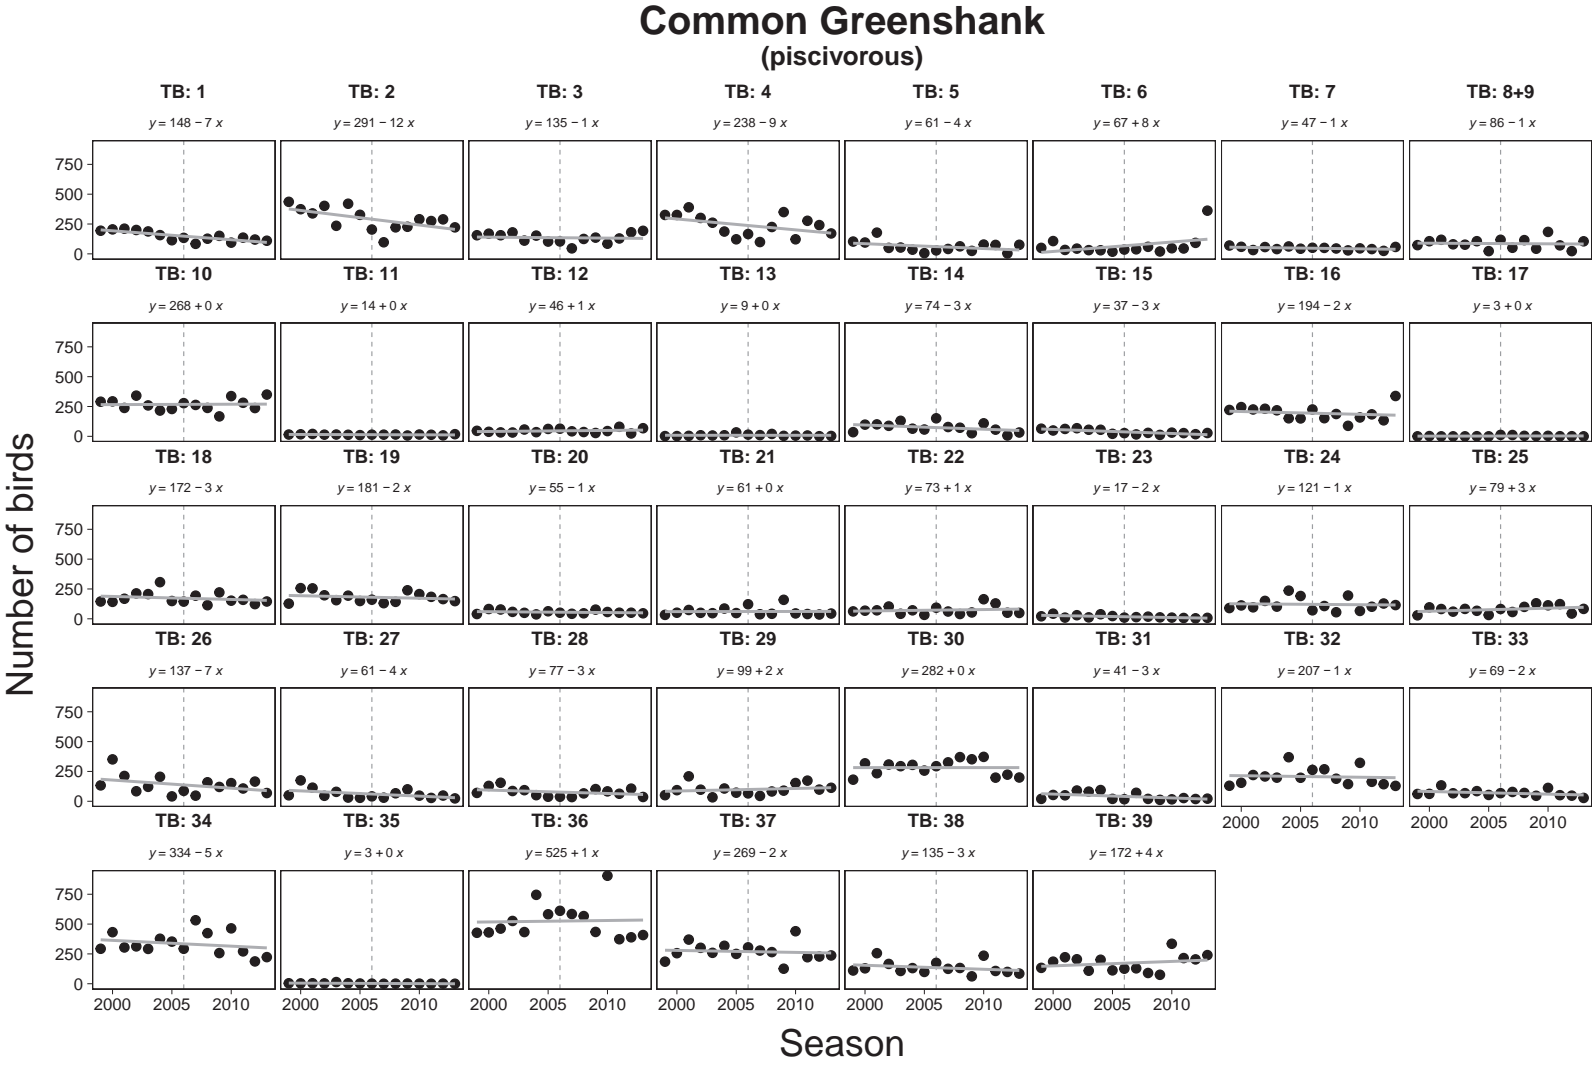 Common Greenshank
(piscivorous)
TB: 1 TB: 2 TB: 3 TB: 4 TB: 5 TB: 6 TB: 7 TB: 8+9
y = 148 − 7 x y = 291 − 12 x y = 135 − 1 x y = 238 − 9 x y = 61 − 4 x y = 67 + 8 x y = 47 − 1 x y = 86 − 1 x
750
500
250
0
TB: 10 TB: 11 TB: 12 TB: 13 TB: 14 TB: 15 TB: 16 TB: 17
y = 268 + 0 x y = 14 + 0 x y = 46 + 1 x y = 9 + 0 x y = 74 − 3 x y = 37 − 3 x y = 194 − 2 x y = 3 + 0 x
750
500
250
0
TB: 18 TB: 19 TB: 20 TB: 21 TB: 22 TB: 23 TB: 24 TB: 25
y = 172 − 3 x y = 181 − 2 x y = 55 − 1 x y = 61 + 0 x y = 73 + 1 x y = 17 − 2 x y = 121 − 1 x y = 79 + 3 x
750
500
250
0
Number of birds
TB: 26 TB: 27 TB: 28 TB: 29 TB: 30 TB: 31 TB: 32 TB: 33
y = 137 − 7 x y = 61 − 4 x y = 77 − 3 x y = 99 + 2 x y = 282 + 0 x y = 41 − 3 x y = 207 − 1 x y = 69 − 2 x
750
500
250
0
2000 2005 2010 2000 2005 2010
TB: 34 TB: 35 TB: 36 TB: 37 TB: 38 TB: 39
y = 334 − 5 x y = 3 + 0 x y = 525 + 1 x y = 269 − 2 x y = 135 − 3 x y = 172 + 4 x
750
500
250
0
2000 2005 2010 2000 2005 2010 2000 2005 2010 2000 2005 2010 2000 2005 2010 2000 2005 2010
Season